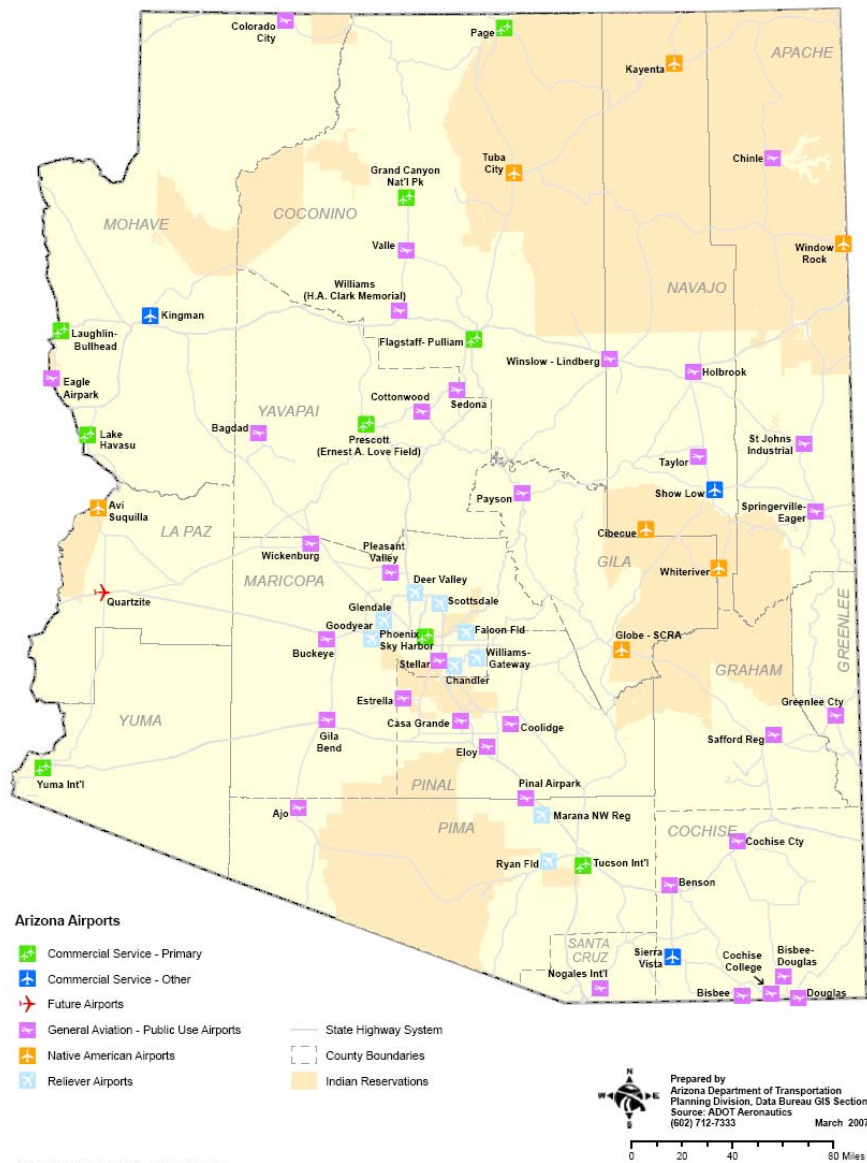 Colorado
City
Page
Kayenta
APACHE
Tuba
City
Chinle
Grand Canyon
Nat'l Pk
MOHAVE
COCONINO
Valle
Window
Rock
Williams
(H.A. Clark Memorial)
NAVAJO
Kingman
Laughlin-
Bullhead
Flagstaff- Pulliam
Winslow - Lindberg
Holbrook
Eagle
Airpark
Cottonwood
Sedona
YAVAPAI
Bagdad
Lake
Havasu
Prescott
(Ernest A. Love Field)
St Johns
Industrial
Taylor
Show Low
Payson
Avi
Suquilla
Springerville-
Eager
LA PAZ
Cibecue
Wickenburg
Pleasant
Valley
GILA
Whiteriver
MARICOPA
Deer Valley
Quartzite
Scottsdale
Glendale
Goodyear
Phoenix
Sky Harbor
Faloon Fld
GREENLEE
Buckeye
Williams-
Gateway
Stellar
Chandler
Globe - SCRA
GRAHAM
Estrella
Greenlee Cty
YUMA
Gila
Bend
Casa Grande
Coolidge
Safford Reg
Eloy
Yuma Int'l
PINAL
Pinal Airpark
Ajo
Marana NW Reg
PIMA
COCHISE
Cochise Cty
Ryan Fld
Tucson Int'l
Benson
SANTA
CRUZ
Sierra
Vista
Cochise
College
Bisbee-
Douglas
Nogales Int'l
Bisbee
Douglas
Arizona Airports
Commercial Service - Primary
Commercial Service - Other
Future Airports
General Aviation - Public Use Airports
Native American Airports
Reliever Airports
State Highway System
County Boundaries
Indian Reservations
N
W
E
S
Prepared by
Arizona Department of Transportation
Planning Division, Data Bureau GIS Section
Source: ADOT Aeronautics
(602) 712-7333 March 2007
0 20 40 80 Miles